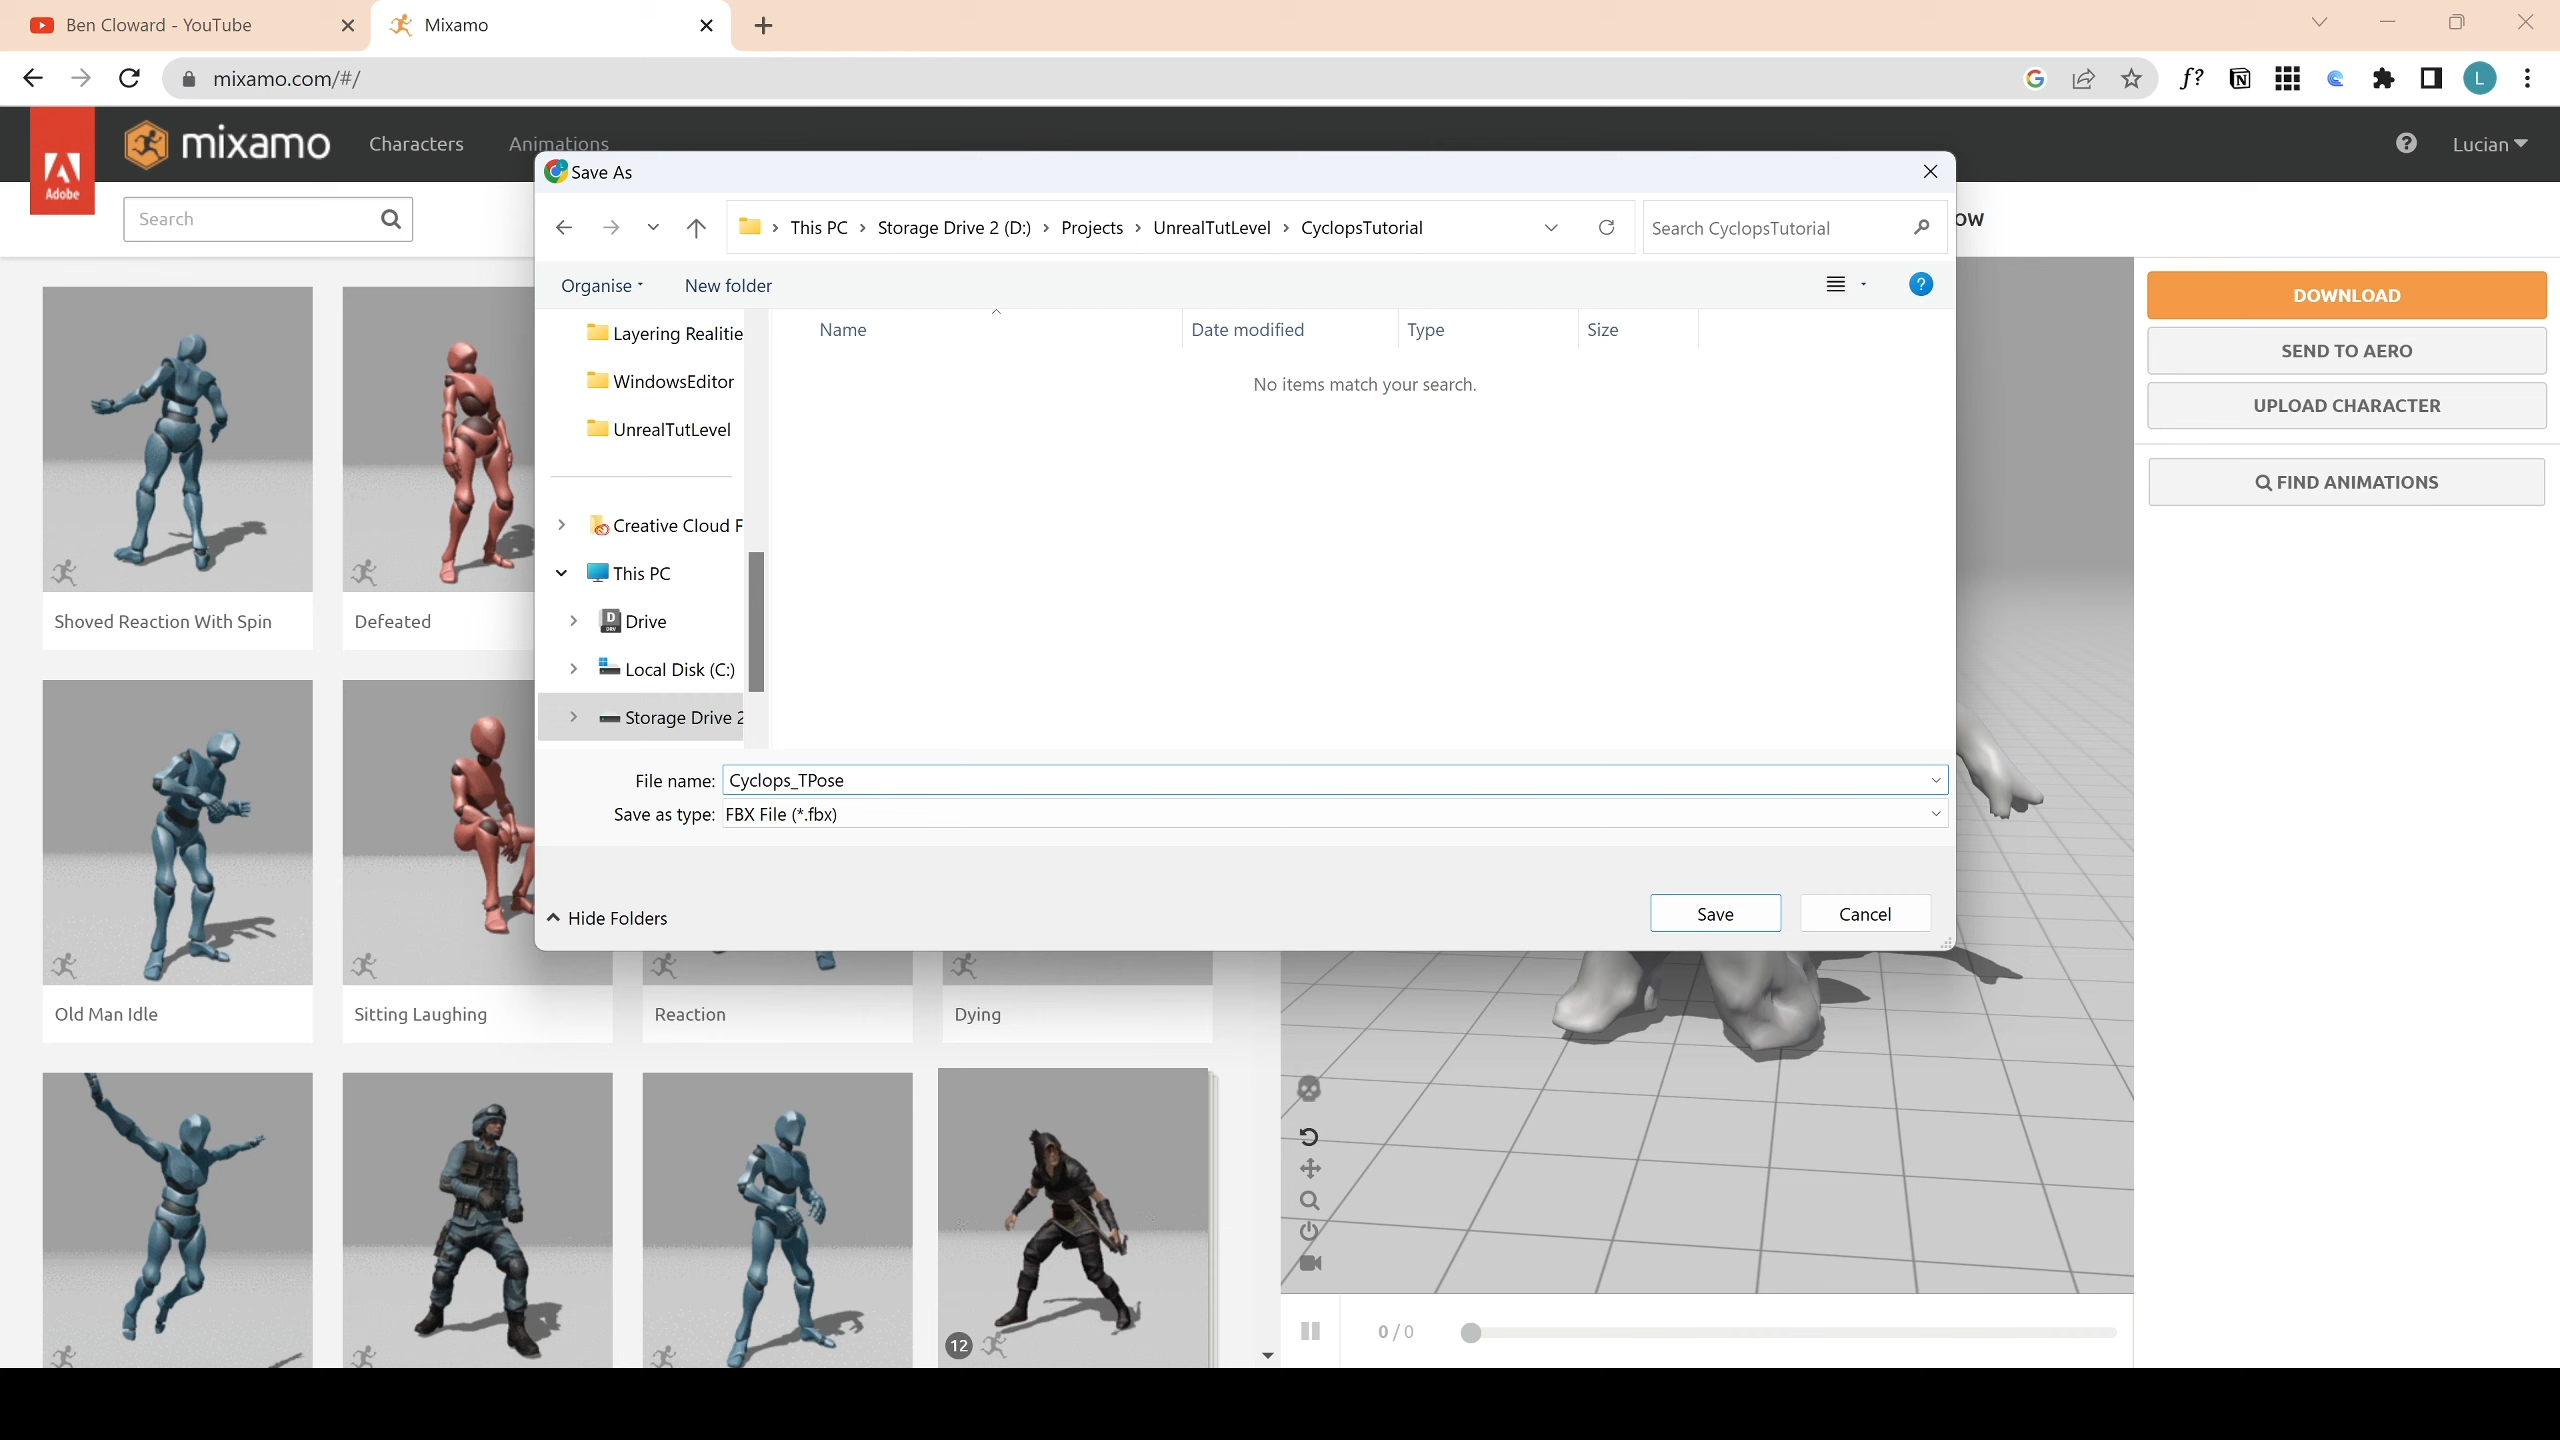 Ben Cloward - YouTube
Mixamo
mixamo.com/#/
f?
L
Adobe
mixamo
Characters
Animations
Lucian
Search
Save As
This PC
Storage Drive 2 (D:)
Projects
UnrealTutLevel
CyclopsTutorial
Search CyclopsTutorial
OW
Organise
New folder
?
DOWNLOAD
SEND TO AERO
UPLOAD CHARACTER
FIND ANIMATIONS
Name
Date modified
Type
Size
No items match your search.
Layering Realitie
WindowsEditor
UnrealTutLevel
Creative Cloud F
This PC
Drive
Local Disk (C:)
Storage Drive 2
File name: Cyclops_TPose
Save as type: FBX File (*.fbx)
Hide Folders
Save
Cancel
Shoved Reaction With Spin
Defeated
Old Man Idle
Sitting Laughing
Reaction
Dying
12
0 / 0